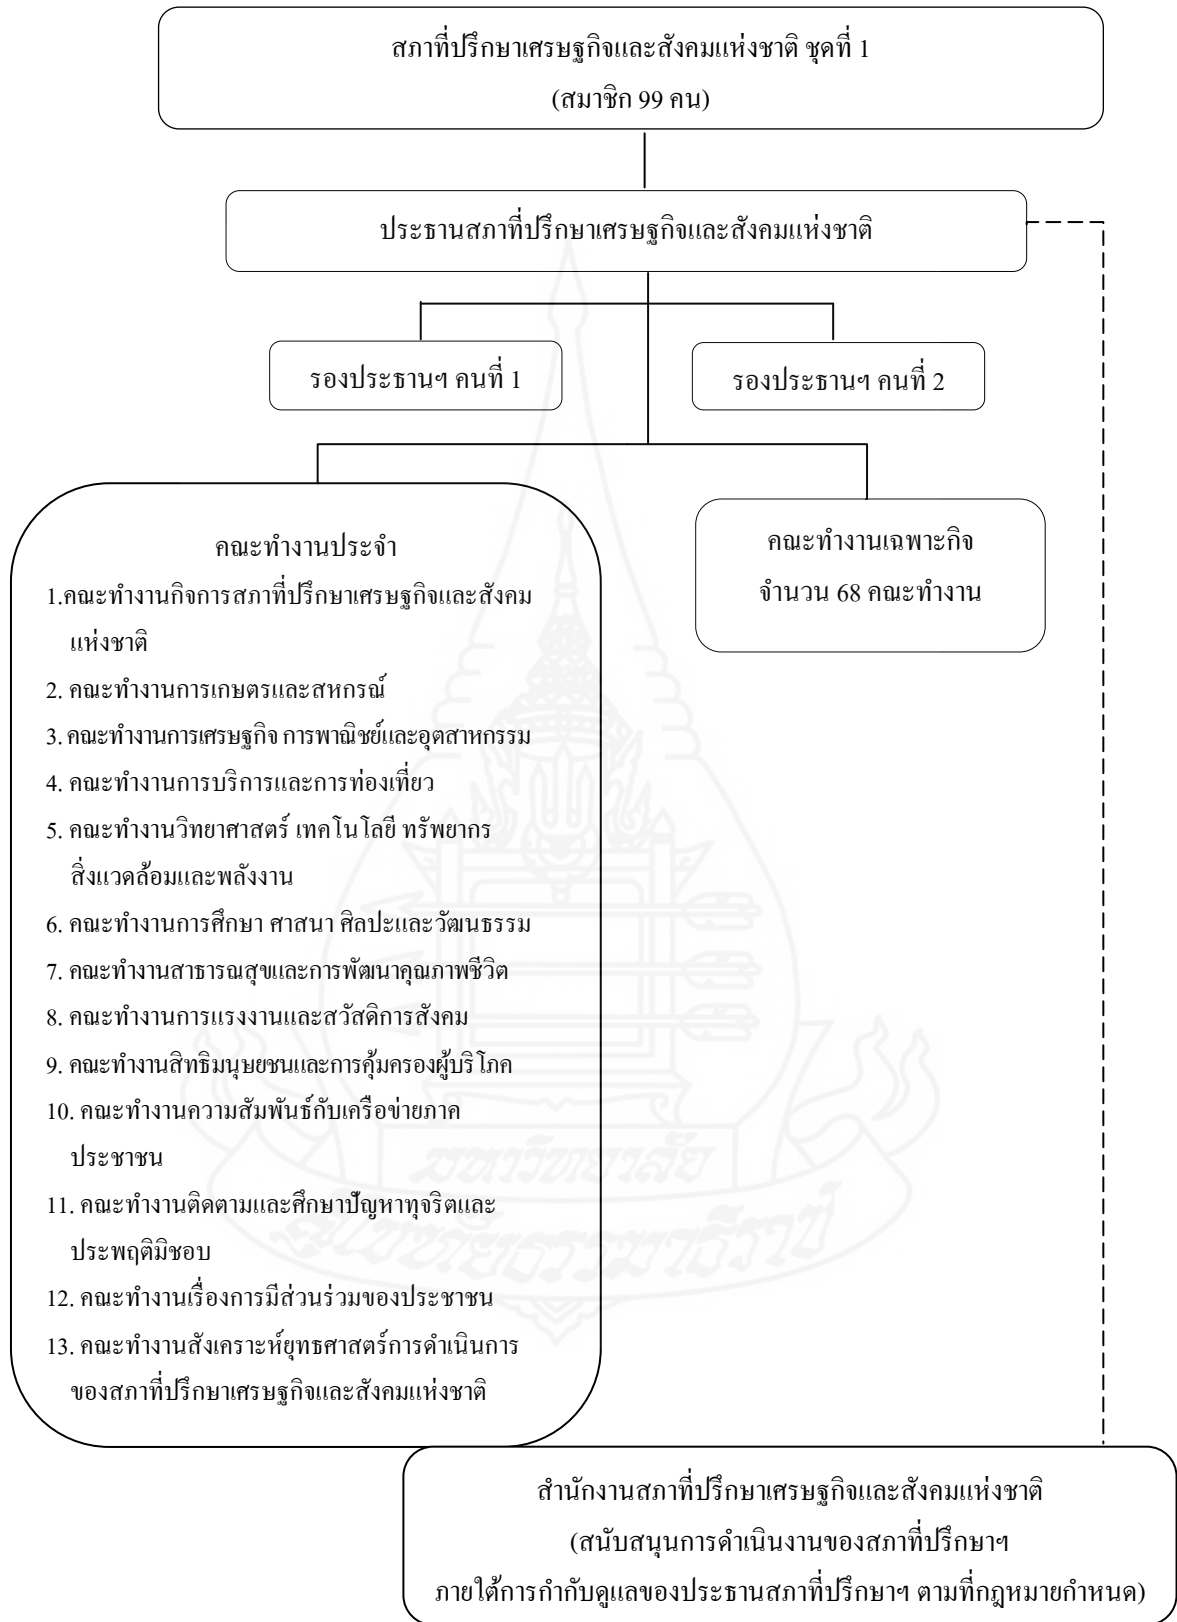 สภาที่ปรึกษาเศรษฐกิจและสังคมแห่งชาติ ชุดที่ 1
(สมาชิก 99 คน)
ประธานสภาที่ปรึกษาเศรษฐกิจและสังคมแห่งชาติ
รองประธานฯ คนที่ 1
รองประธานฯ คนที่ 2
คณะทำงานประจำ
1.คณะทำงานกิจการสภาที่ปรึกษาเศรษฐกิจและสังคม
แห่งชาติ
2. คณะทำงานการเกษตรและสหกรณ์
3. คณะทำงานการเศรษฐกิจ การพาณิชย์และอุตสาหกรรม
4. คณะทำงานการบริการและการท่องเที่ยว
5. คณะทำงานวิทยาศาสตร์ เทคโนโลยี ทรัพยากร
สิ่งแวดล้อมและพลังงาน
6. คณะทำงานการศึกษา ศาสนา ศิลปะและวัฒนธรรม
7. คณะทำงานสาธารณสุขและการพัฒนาคุณภาพชีวิต
8. คณะทำงานการแรงงานและสวัสดิการสังคม
9. คณะทำงานสิทธิมนุษยชนและการคุ้มครองผู้บริโภค
10. คณะทำงานความสัมพันธ์กับเครือข่ายภาค
ประชาชน
11. คณะทำงานติดตามและศึกษาปัญหาทุจริตและ
ประพฤติมิชอบ
12. คณะทำงานเรื่องการมีส่วนร่วมของประชาชน
13. คณะทำงานสังเคราะห์ยุทธศาสตร์การดำเนินการ
ของสภาที่ปรึกษาเศรษฐกิจและสังคมแห่งชาติ
คณะทำงานเฉพาะกิจ
จำนวน 68 คณะทำงาน
มหาวิทยาลัย
สุโขทัยธรรมาธิราช
สำนักงานสภาที่ปรึกษาเศรษฐกิจและสังคมแห่งชาติ
(สนับสนุนการดำเนินงานของสภาที่ปรึกษาฯ
ภายใต้การกำกับดูแลของประธานสภาที่ปรึกษาฯ ตามที่กฎหมายกำหนด)